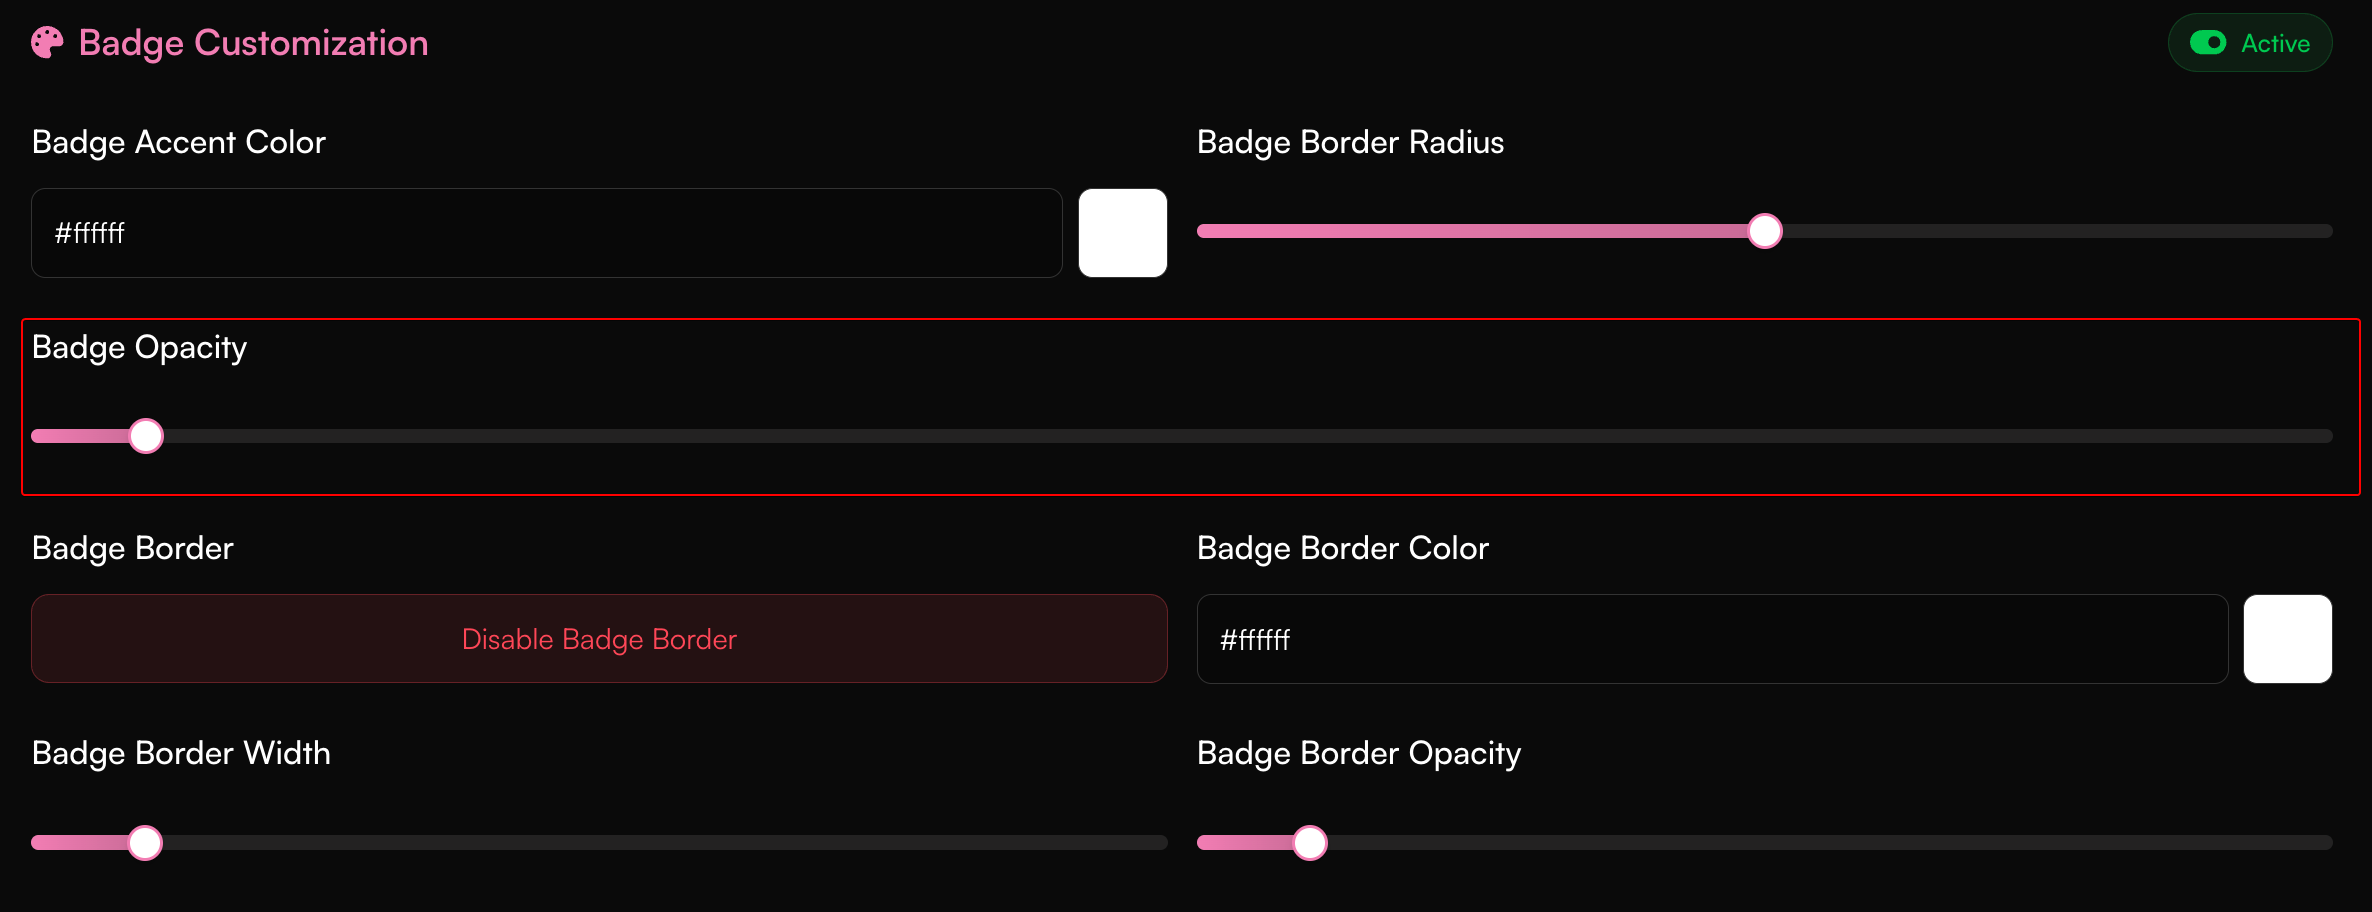 Badge Customization
Active
Badge Accent Color
Badge Border Radius
#ffffff
Badge Opacity
Badge Border
Badge Border Color
Disable Badge Border
#ffffff
Badge Border Width
Badge Border Opacity